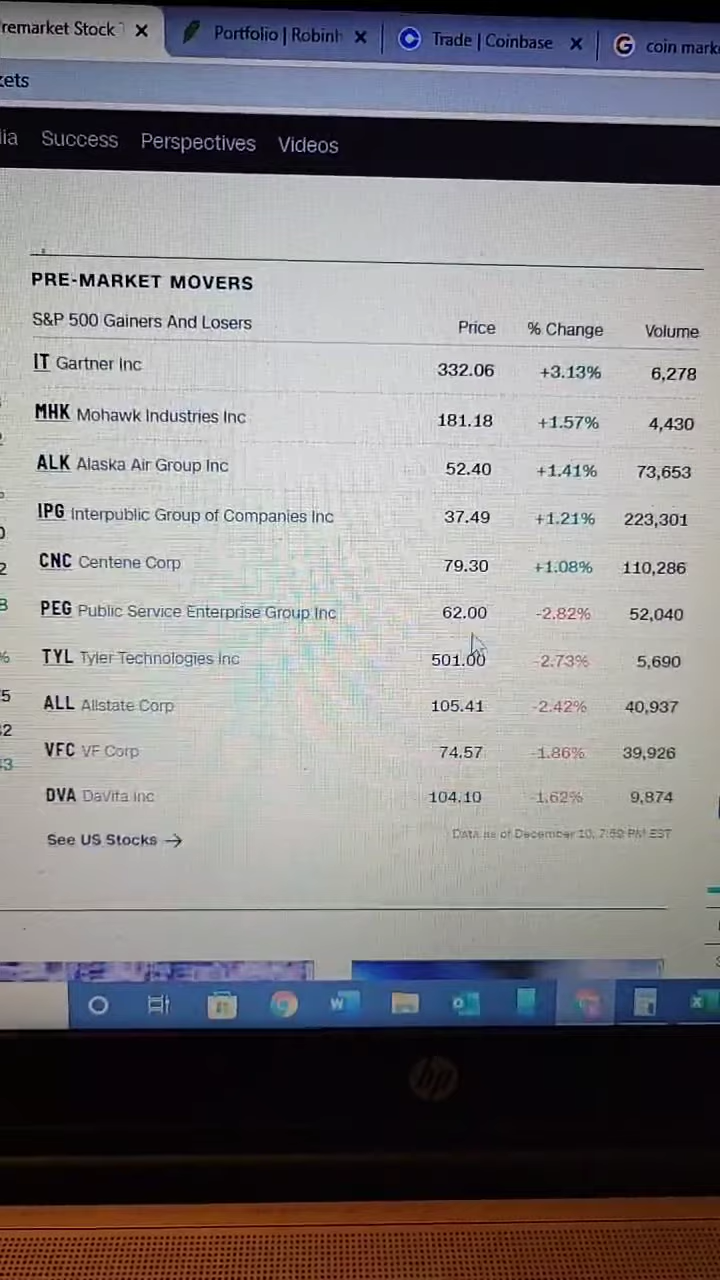 remarket Stock
Portfolio | Robinh
Trade | Coinbase
coin mark
kets
lia Success Perspectives Videos
PRE-MARKET MOVERS
S&P 500 Gainers And Losers Price % Change Volume
IT Gartner Inc 332.06 +3.13% 6,278
MHK Mohawk Industries Inc 181.18 +1.57% 4,430
ALK Alaska Air Group Inc 52.40 +1.41% 73,653
IPG Interpublic Group of Companies Inc 37.49 +1.21% 223,301
CNC Centene Corp 79.30 +1.08% 110,286
PEG Public Service Enterprise Group Inc 62.00 -2.82% 52,040
TYL Tyler Technologies Inc 501.00 -2.73% 5,690
ALL Allstate Corp 105.41 -2.42% 40,937
VFC VF Corp 74.57 -1.86% 39,926
DVA DaVita Inc 104.10 -1.62% 9,874
See US Stocks →
Data as of December 10, PM EST
hp